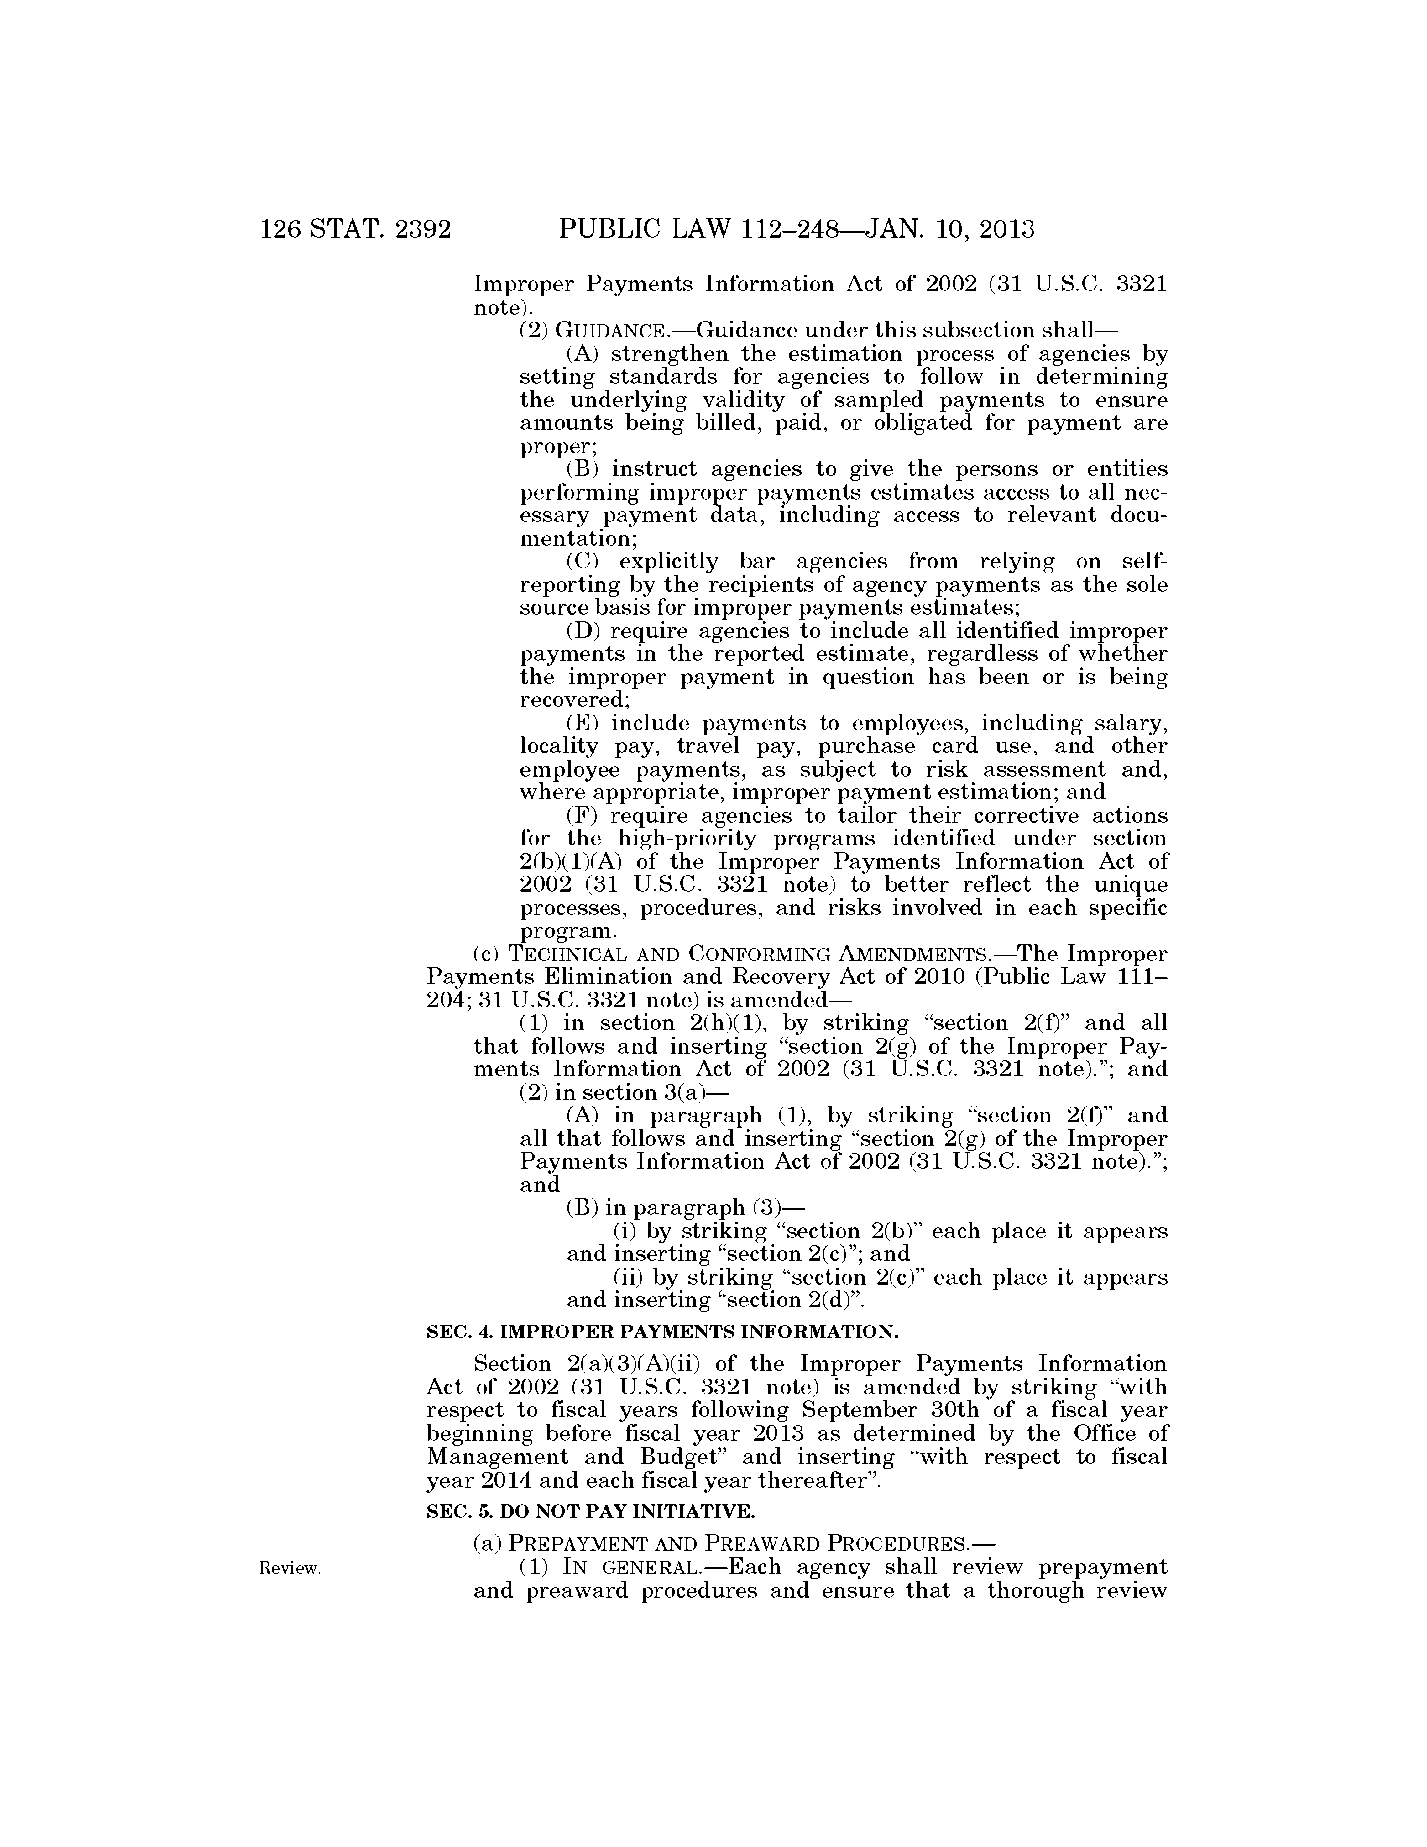 126 STAT. 2392 PUBLIC LAW 112–248—JAN. 10, 2013
Improper Payments Information Act of 2002 (31 U.S.C. 3321
note).
(2) GUIDANCE.—Guidance under this subsection shall—
(A) strengthen the estimation process of agencies by
setting standards for agencies to follow in determining
the underlying validity of sampled payments to ensure
amounts being billed, paid, or obligated for payment are
proper;
(B) instruct agencies to give the persons or entities
performing improper payments estimates access to all nec-
essary payment data, including access to relevant docu-
mentation;
(C) explicitly bar agencies from relying on self-
reporting by the recipients of agency payments as the sole
source basis for improper payments estimates;
(D) require agencies to include all identified improper
payments in the reported estimate, regardless of whether
the improper payment in question has been or is being
recovered;
(E) include payments to employees, including salary,
locality pay, travel pay, purchase card use, and other
employee payments, as subject to risk assessment and,
where appropriate, improper payment estimation; and
(F) require agencies to tailor their corrective actions
for the high-priority programs identified under section
2(b)(1)(A) of the Improper Payments Information Act of
2002 (31 U.S.C. 3321 note) to better reflect the unique
processes, procedures, and risks involved in each specific
program.
(c) TECHNICAL AND CONFORMING AMENDMENTS.—The Improper
Payments Elimination and Recovery Act of 2010 (Public Law 111–
204; 31 U.S.C. 3321 note) is amended—
(1) in section 2(h)(1), by striking “section 2(f)” and all
that follows and inserting “section 2(g) of the Improper Pay-
ments Information Act of 2002 (31 U.S.C. 3321 note).”; and
(2) in section 3(a)—
(A) in paragraph (1), by striking “section 2(f)” and
all that follows and inserting “section 2(g) of the Improper
Payments Information Act of 2002 (31 U.S.C. 3321 note).”;
and
(B) in paragraph (3)—
(i) by striking “section 2(b)” each place it appears
and inserting “section 2(c)”; and
(ii) by striking “section 2(c)” each place it appears
and inserting “section 2(d)”.
SEC. 4. IMPROPER PAYMENTS INFORMATION.
Section 2(a)(3)(A)(ii) of the Improper Payments Information
Act of 2002 (31 U.S.C. 3321 note) is amended by striking “with
respect to fiscal years following September 30th of a fiscal year
beginning before fiscal year 2013 as determined by the Office of
Management and Budget” and inserting “with respect to fiscal
year 2014 and each fiscal year thereafter”.
SEC. 5. DO NOT PAY INITIATIVE.
(a) PREPAYMENT AND PREAWARD PROCEDURES.—
Review. (1) IN GENERAL.—Each agency shall review prepayment
and preaward procedures and ensure that a thorough review